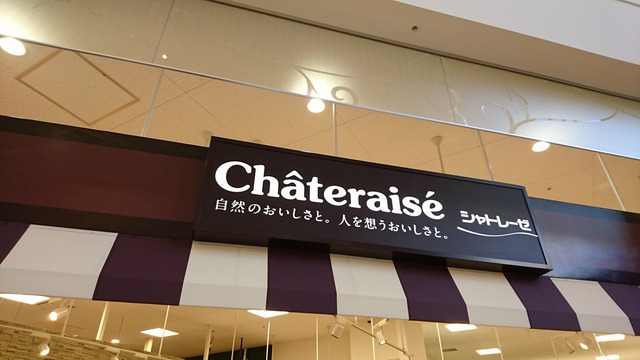 Châteraisé
自然のおいしさと。人を想うおいしさと。
シャトレーゼ